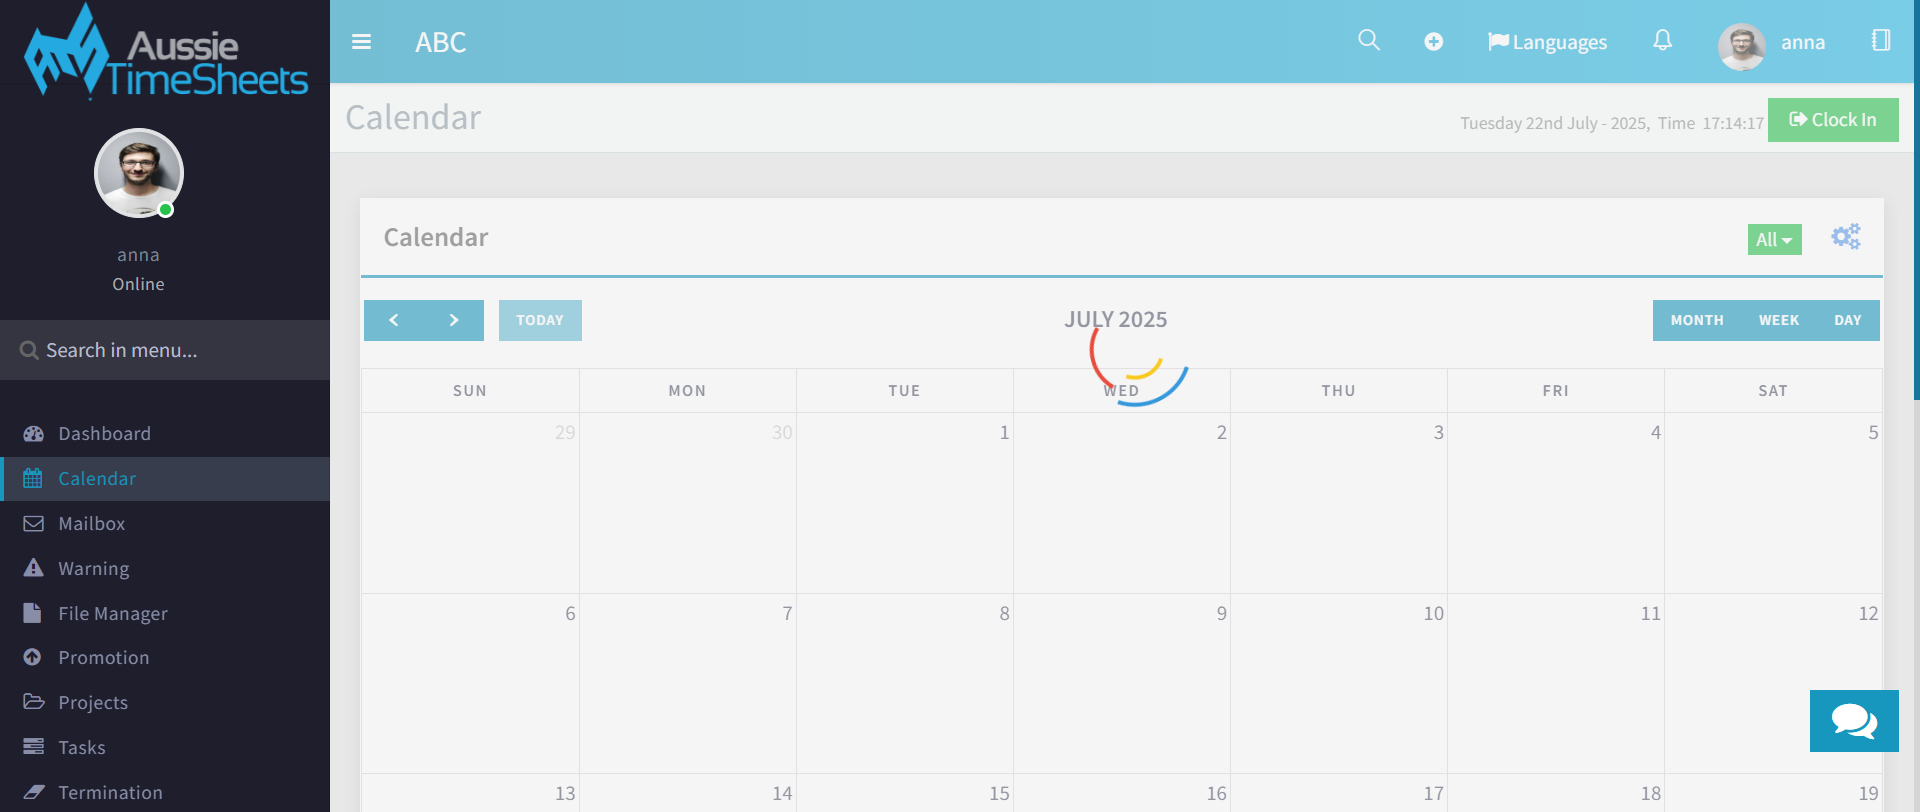 Aussie
TimeSheets
anna
Online
Search in menu...
Dashboard
Calendar
Mailbox
Warning
File Manager
Promotion
Projects
Tasks
Termination
ABC
Languages
anna
Calendar
Tuesday 22nd July - 2025, Time 17:14:17
Clock In
Calendar
All
TODAY
JULY 2025
MONTH WEEK DAY
SUN MON TUE WED THU FRI SAT
29 30 1 2 3 4 5
6 7 8 9 10 11 12
13 14 15 16 17 18 19